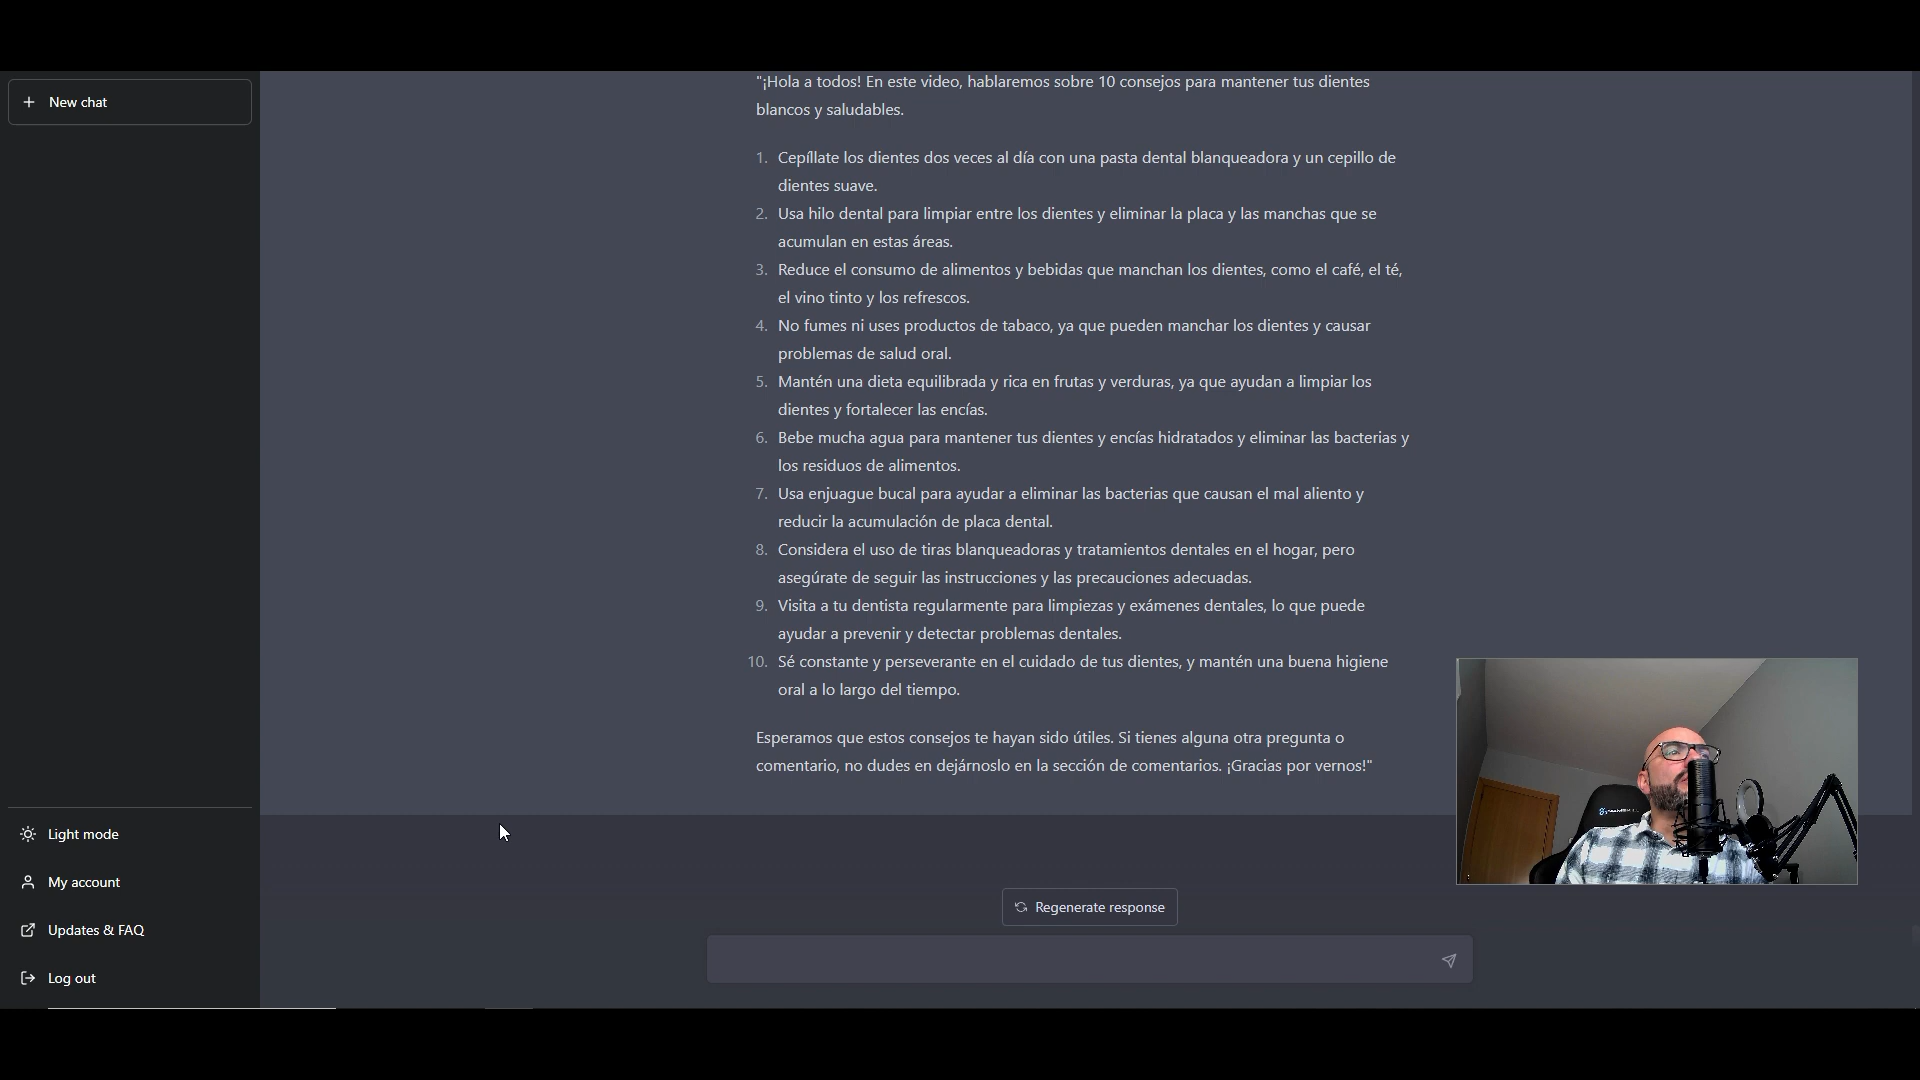 New chat
"¡Hola a todos! En este video, hablaremos sobre 10 consejos para mantener tus dientes
blancos y saludables.
1. Cepíllate los dientes dos veces al día con una pasta dental blanqueadora y un cepillo de
dientes suave.
2. Usa hilo dental para limpiar entre los dientes y eliminar la placa y las manchas que se
acumulan en estas áreas.
3. Reduce el consumo de alimentos y bebidas que manchan los dientes, como el café, el té,
el vino tinto y los refrescos.
4. No fumes ni uses productos de tabaco, ya que pueden manchar los dientes y causar
problemas de salud oral.
5. Mantén una dieta equilibrada y rica en frutas y verduras, ya que ayudan a limpiar los
dientes y fortalecer las encías.
6. Bebe mucha agua para mantener tus dientes y encías hidratados y eliminar las bacterias y
los residuos de alimentos.
7. Usa enjuague bucal para ayudar a eliminar las bacterias que causan el mal aliento y
reducir la acumulación de placa dental.
8. Considera el uso de tiras blanqueadoras y tratamientos dentales en el hogar, pero
asegúrate de seguir las instrucciones y las precauciones adecuadas.
9. Visita a tu dentista regularmente para limpiezas y exámenes dentales, lo que puede
ayudar a prevenir y detectar problemas dentales.
10. Sé constante y perseverante en el cuidado de tus dientes, y mantén una buena higiene
oral a lo largo del tiempo.
Esperamos que estos consejos te hayan sido útiles. Si tienes alguna otra pregunta o
comentario, no dudes en dejárnoslo en la sección de comentarios. ¡Gracias por vernos!"
Light mode
My account
Updates & FAQ
Log out
Regenerate response